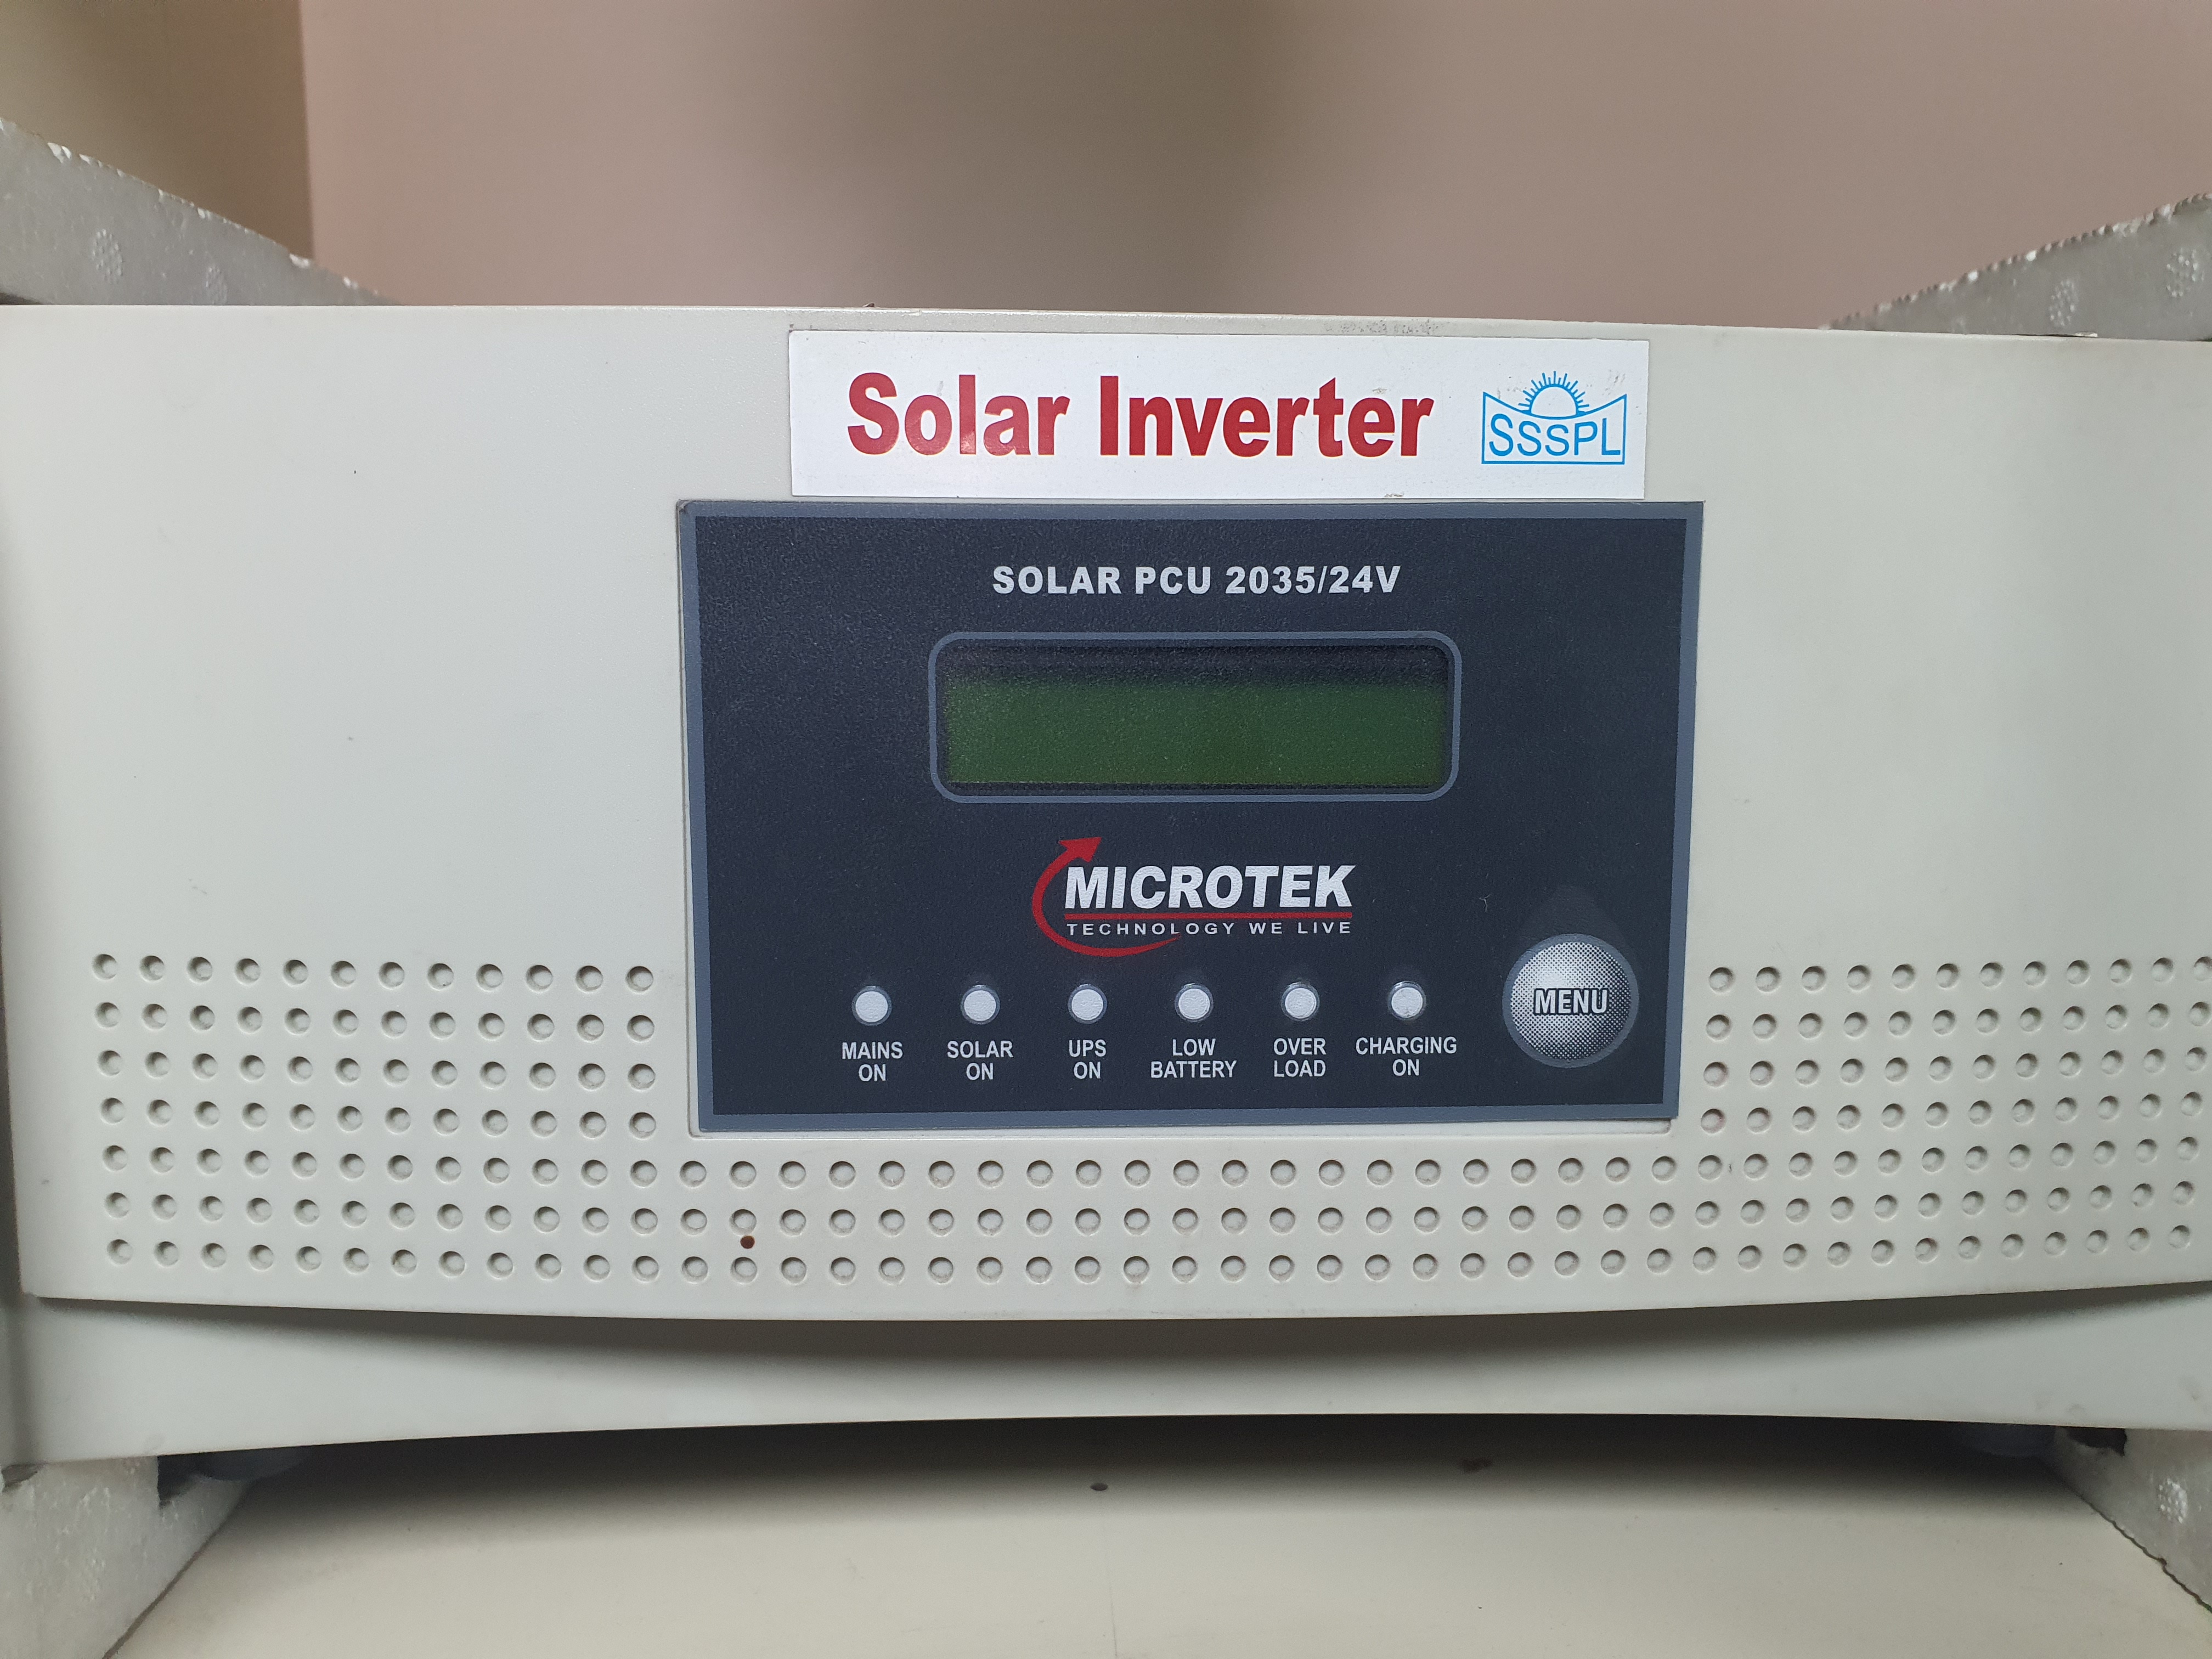 Solar Inverter
SSSPL
SOLAR PCU 2035/24V
MICROTEK
TECHNOLOGY WE LIVE
MAINS ON
SOLAR ON
UPS ON
LOW BATTERY
OVER LOAD
CHARGING ON
MENU